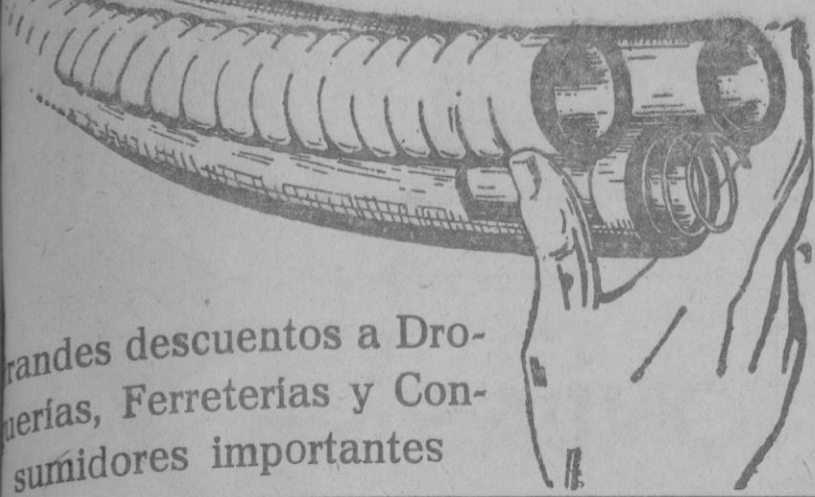 randes descuentos a Dro-
uerías, Ferreterías y Con-
sumidores importantes